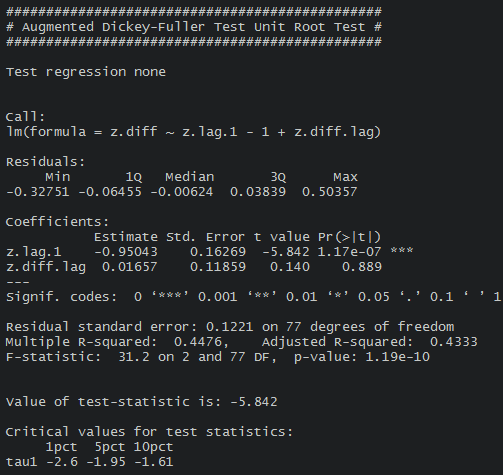 ###############################################
# Augmented Dickey-Fuller Test Unit Root Test #
###############################################
Test regression none
Call:
lm(formula = z.diff ~ z.lag.1 - 1 + z.diff.lag)
Residuals:
Min 1Q Median 3Q Max
-0.32751 -0.06455 -0.00624 0.03839 0.50357
Coefficients:
Estimate Std. Error t value Pr(>|t|)
z.lag.1 -0.95043 0.16269 -5.842 1.17e-07 ***
z.diff.lag 0.01657 0.11859 0.140 0.889
---
Signif. codes: 0 ‘***’ 0.001 ‘**’ 0.01 ‘*’ 0.05 ‘.’ 0.1 ‘ ’ 1
Residual standard error: 0.1221 on 77 degrees of freedom
Multiple R-squared: 0.4476, Adjusted R-squared: 0.4333
F-statistic: 31.2 on 2 and 77 DF, p-value: 1.19e-10
Value of test-statistic is: -5.842
Critical values for test statistics:
1pct 5pct 10pct
tau1 -2.6 -1.95 -1.61